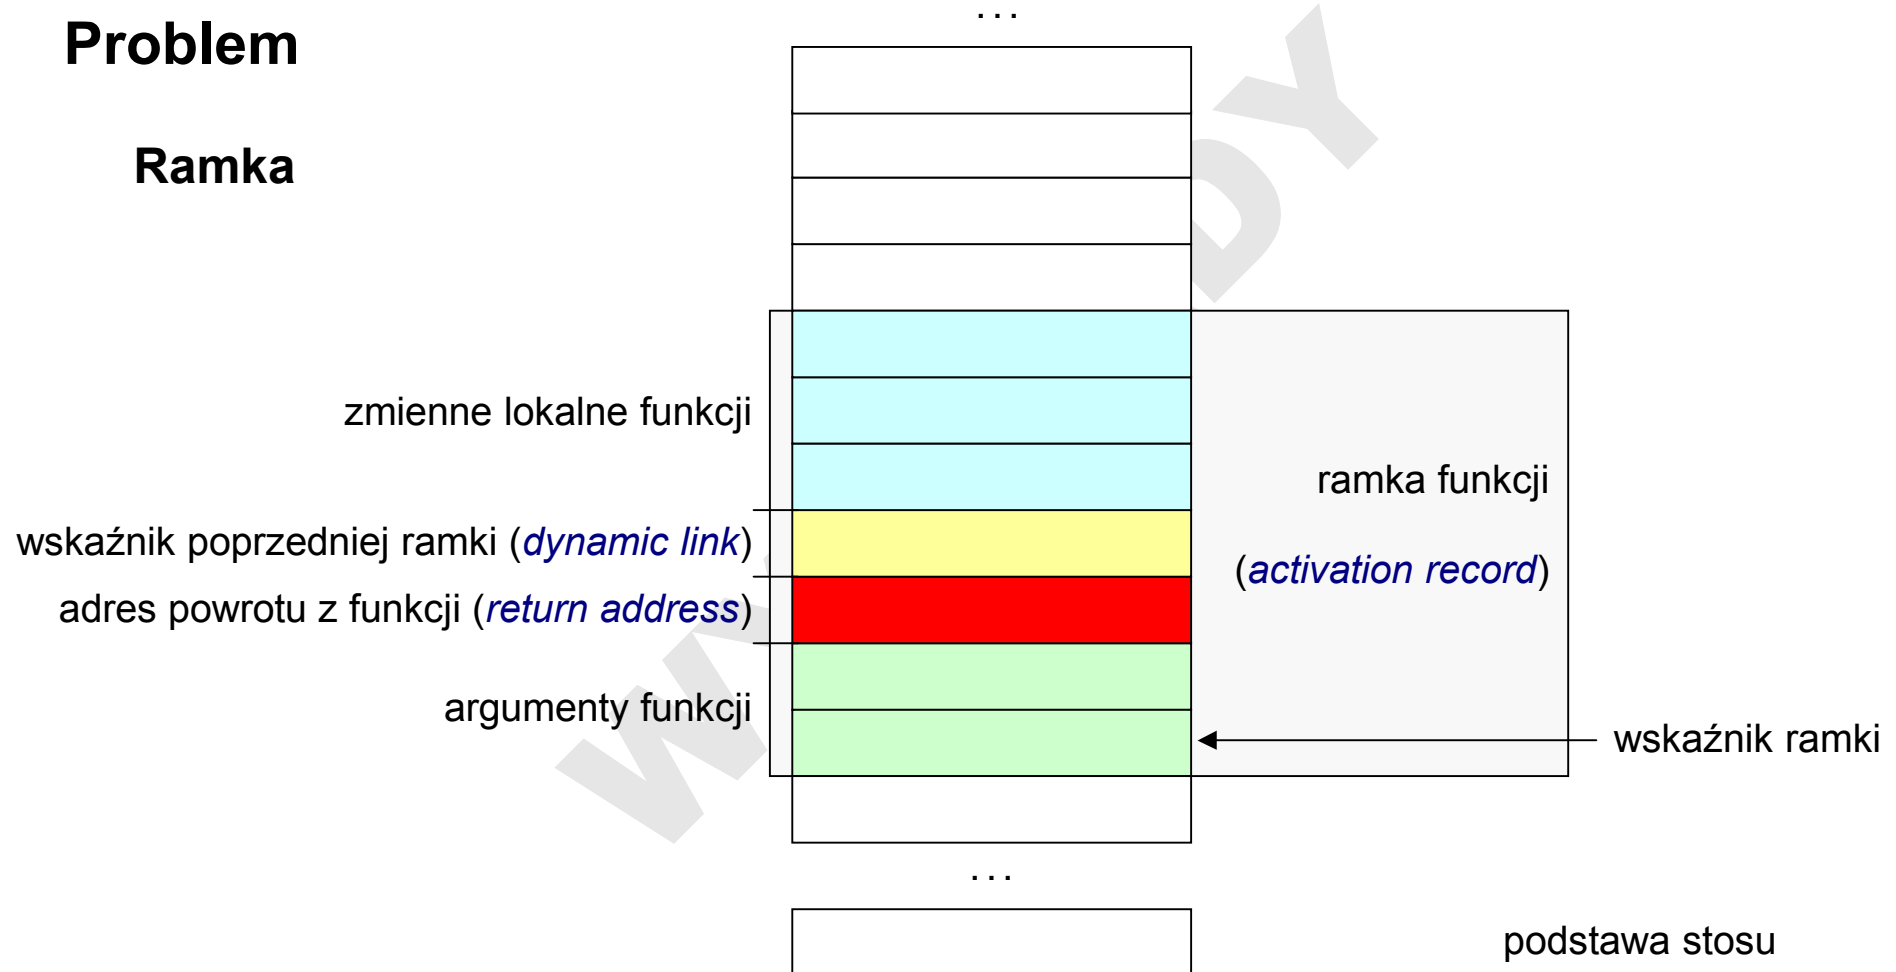 Problem
Ramka
...
zmienne lokalne funkcji
ramka funkcji
wskaźnik poprzedniej ramki (dynamic link)
(activation record)
adres powrotu z funkcji (return address)
argumenty funkcji
wskaźnik ramki
...
podstawa stosu